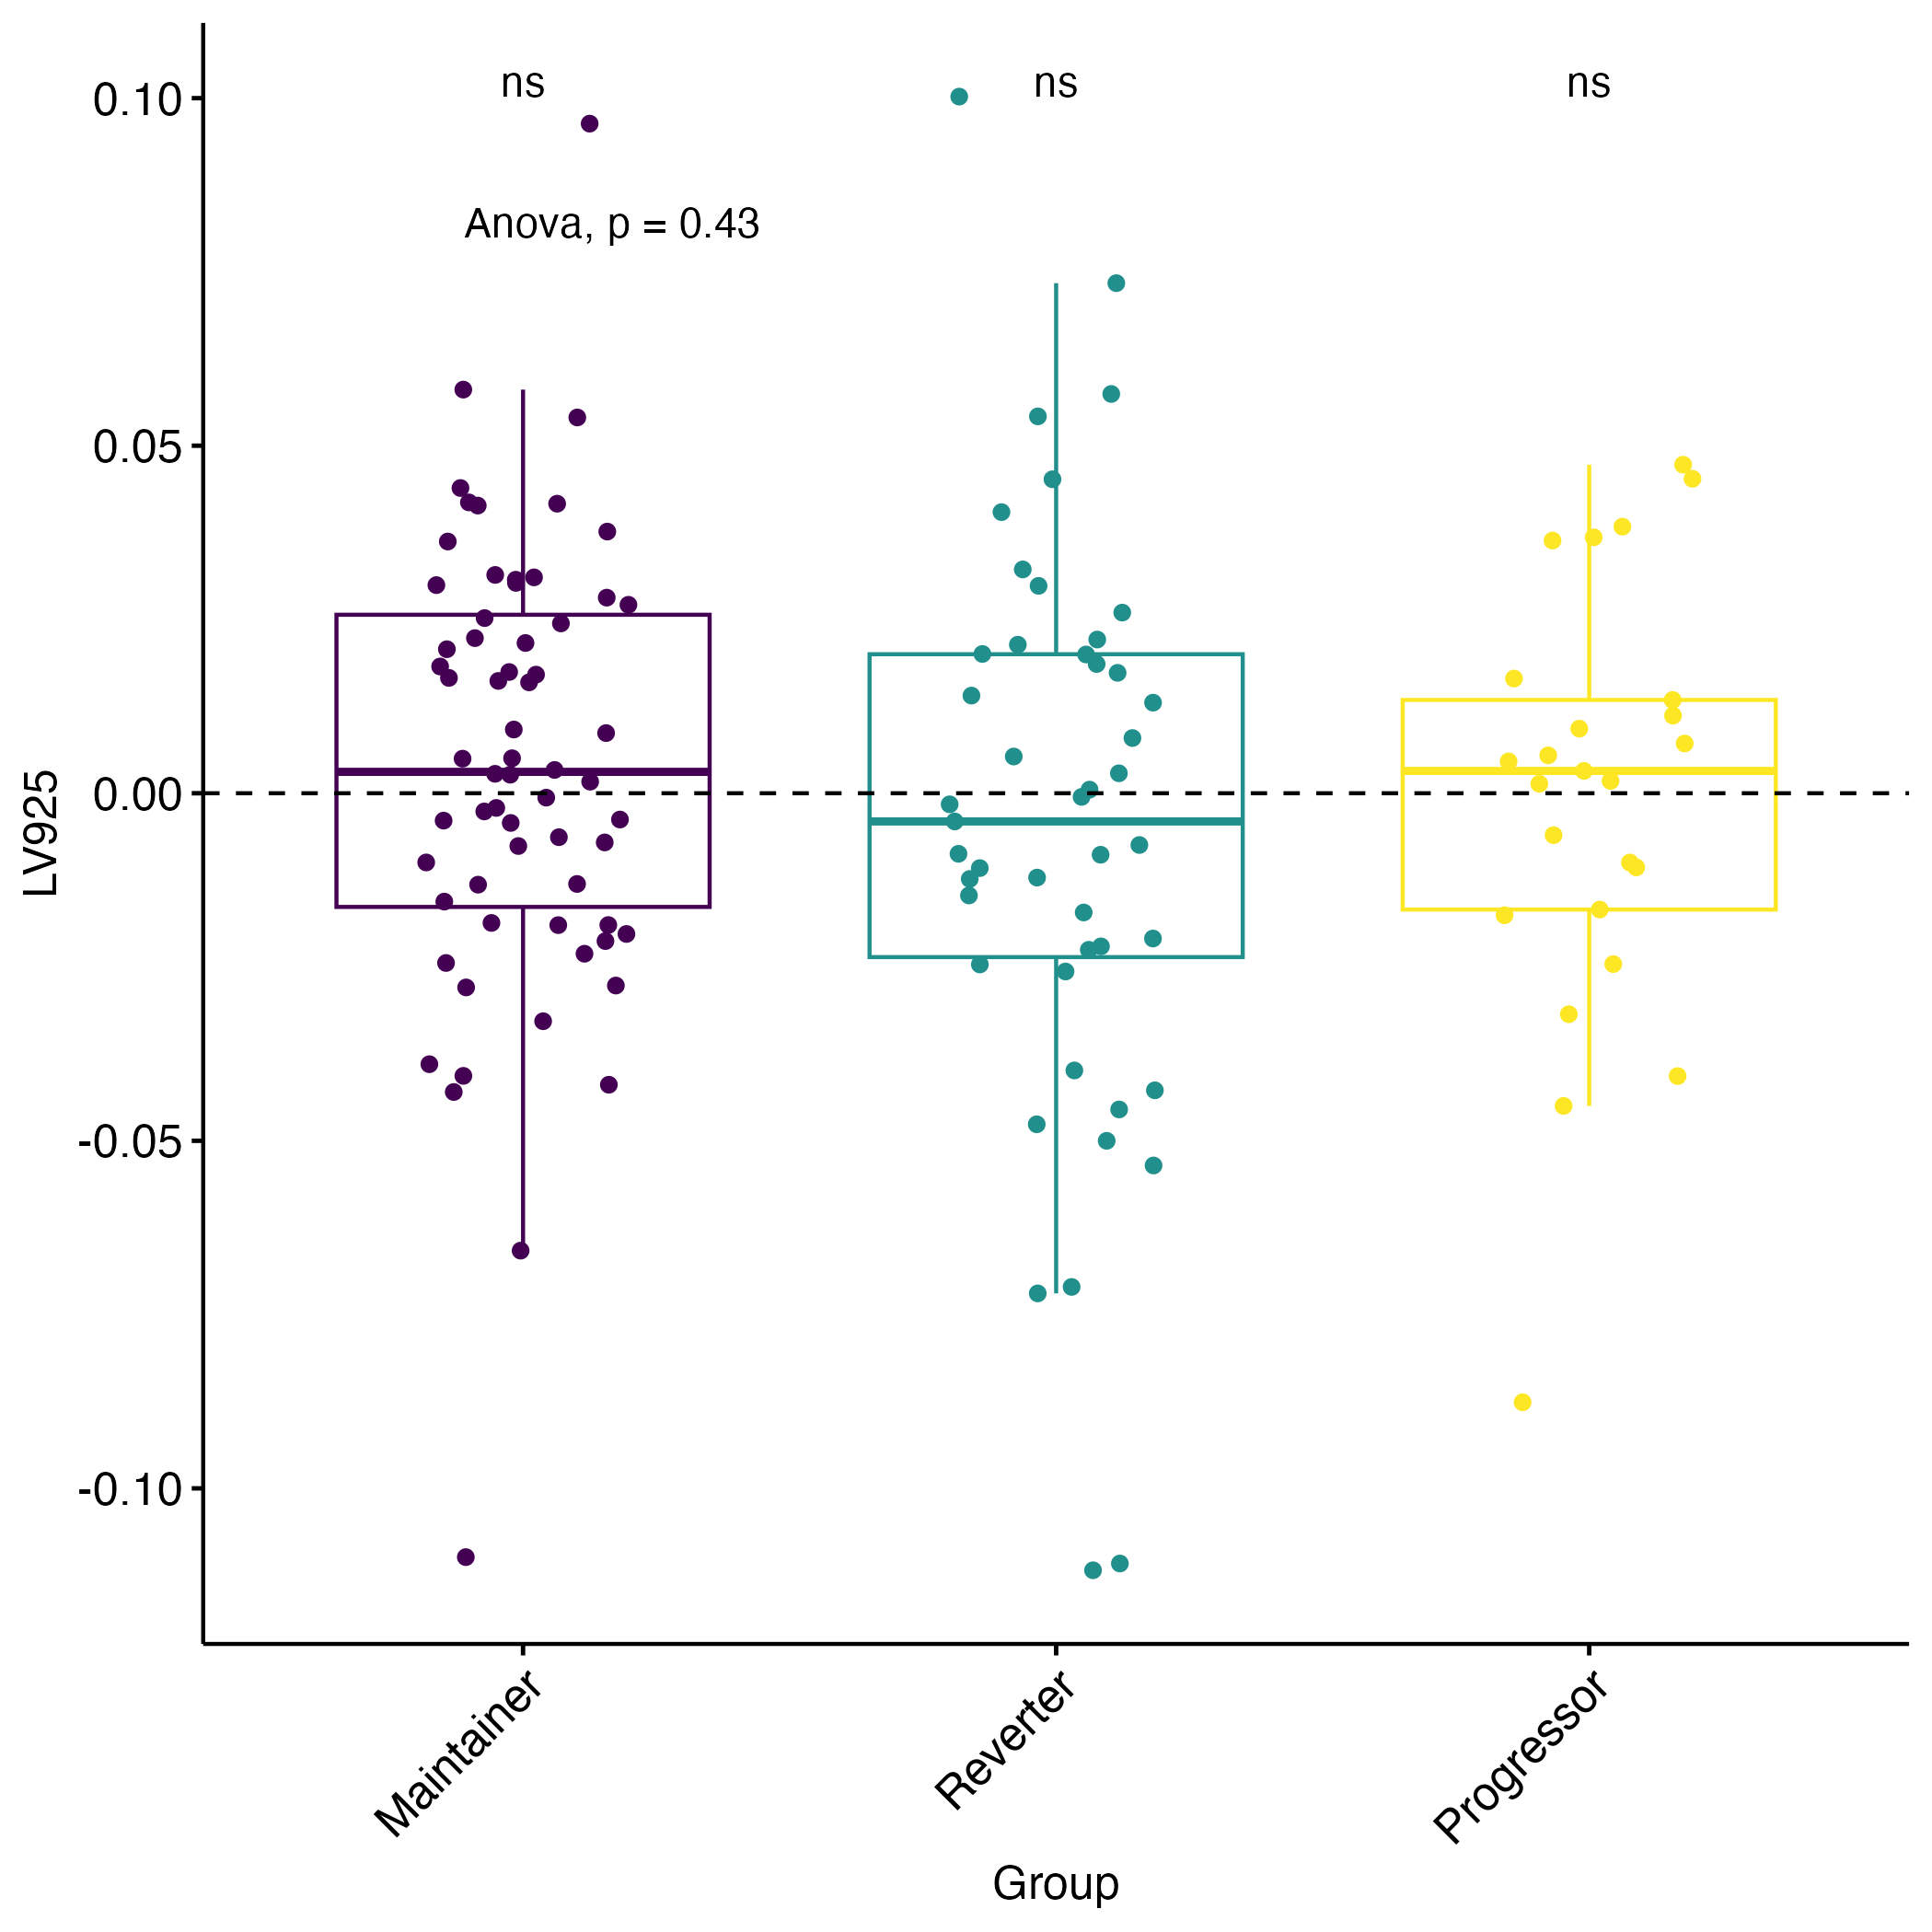 ns ns ns
Anova, p = 0.43
0.10
0.05
0.00
-0.05
-0.10
LV925
Maintainer
Reverter
Progressor
Group